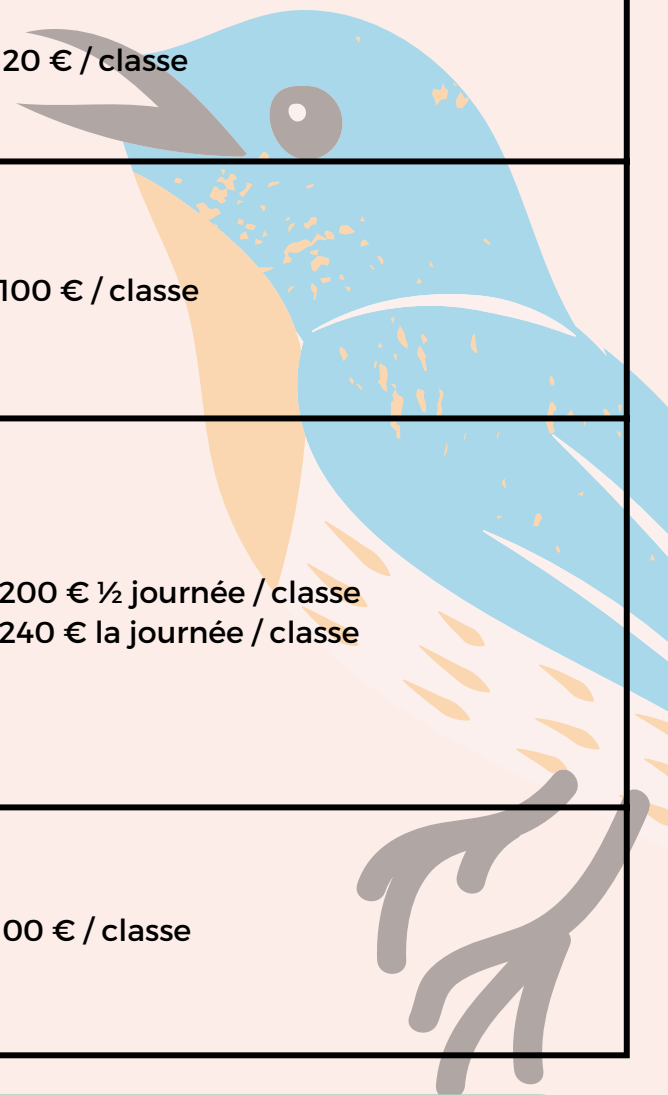 20 € / classe
100 € / classe
200 € ½ journée / classe
240 € la journée / classe
00 € / classe